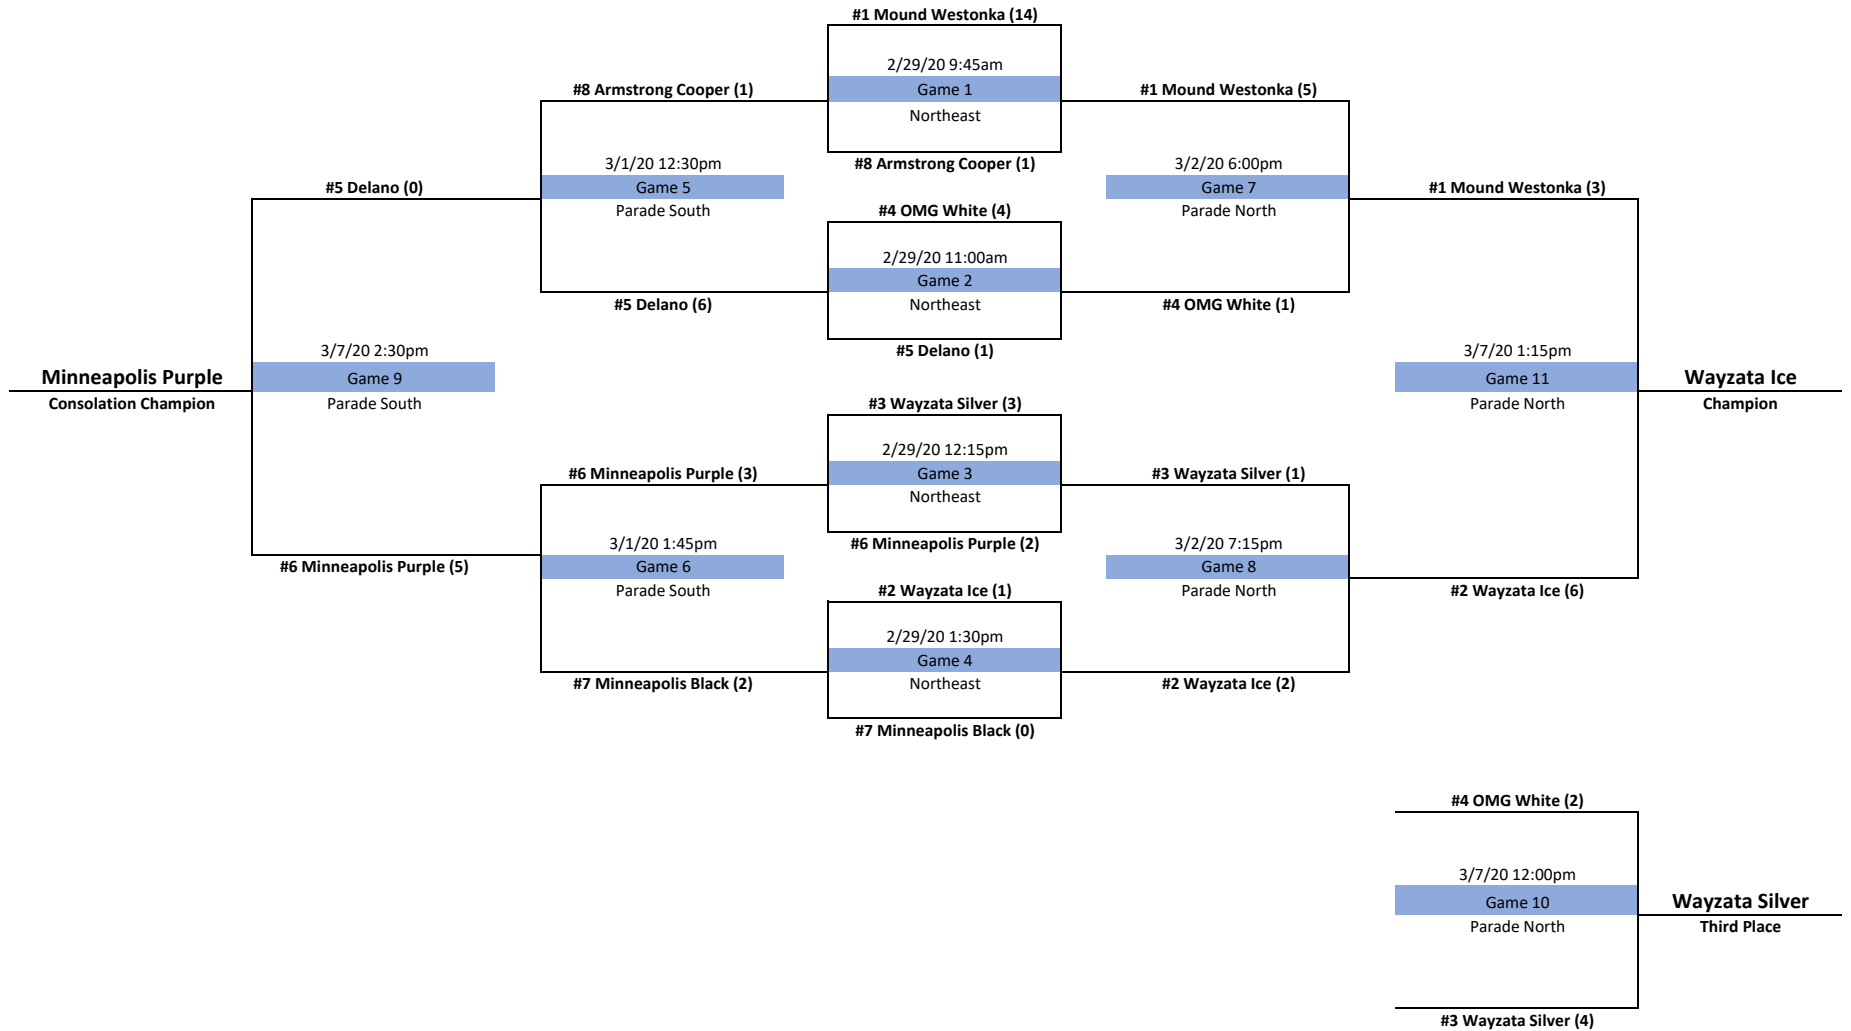 #1 Mound Westonka (14)
2/29/20 9:45am
#8 Armstrong Cooper (1)
Game 1
#1 Mound Westonka (5)
Northeast
#8 Armstrong Cooper (1)
3/1/20 12:30pm
3/2/20 6:00pm
#5 Delano (0)
Game 5
Game 7
#1 Mound Westonka (3)
Parade South
#4 OMG White (4)
Parade North
2/29/20 11:00am
Game 2
#5 Delano (6)
Northeast
#4 OMG White (1)
#5 Delano (1)
3/7/20 2:30pm
3/7/20 1:15pm
Minneapolis Purple
Game 9
Game 11
Wayzata Ice
Consolation Champion
Parade South
#3 Wayzata Silver (3)
Parade North
Champion
2/29/20 12:15pm
#6 Minneapolis Purple (3)
Game 3
#3 Wayzata Silver (1)
Northeast
3/1/20 1:45pm
#6 Minneapolis Purple (2)
3/2/20 7:15pm
#6 Minneapolis Purple (5)
Game 6
Game 8
Parade South
#2 Wayzata Ice (1)
Parade North
#2 Wayzata Ice (6)
2/29/20 1:30pm
Game 4
#7 Minneapolis Black (2)
Northeast
#2 Wayzata Ice (2)
#7 Minneapolis Black (0)
#4 OMG White (2)
3/7/20 12:00pm
Game 10
Wayzata Silver
Parade North
Third Place
#3 Wayzata Silver (4)